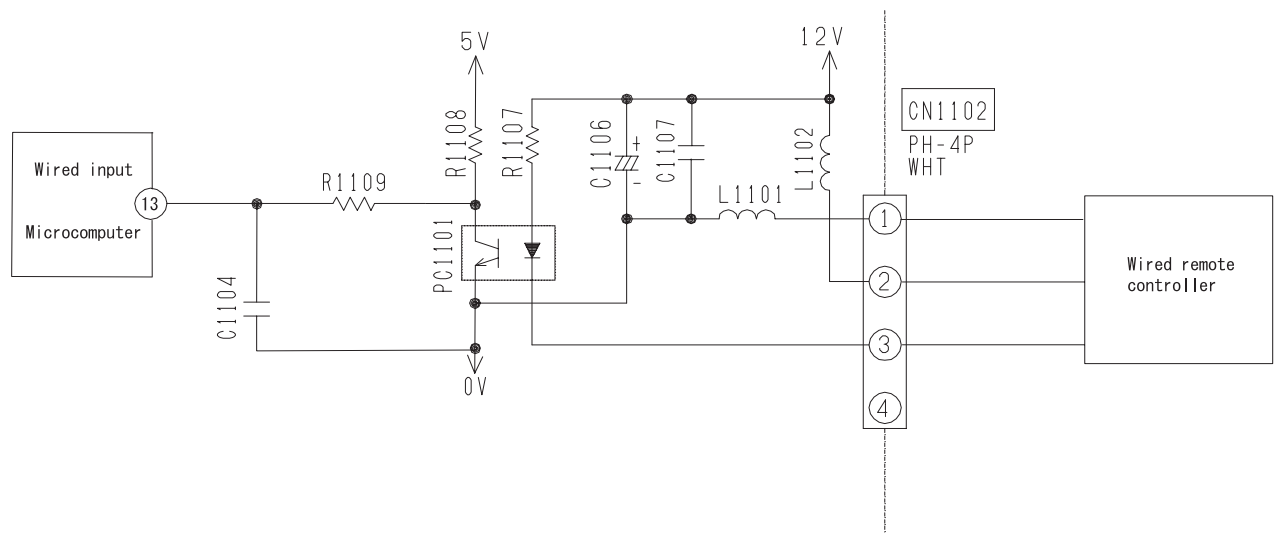 5V
12V
CN1102
PH-4P
WHT
R1108
R1107
C1106
+
-
C1107
L1102
Wired input
13
Microcomputer
R1109
L1101
1
PC1101
2
Wired remote
controller
C1104
3
0V
4